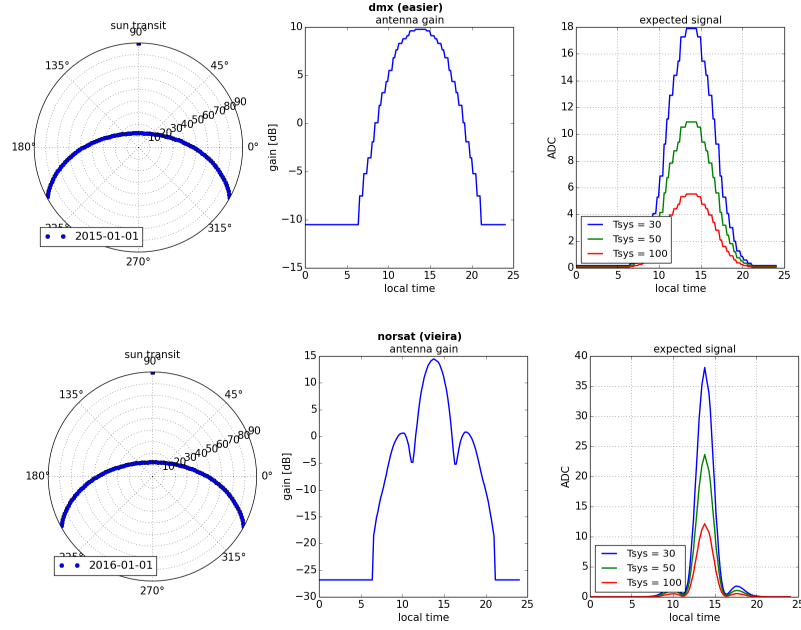 dmx (easier)
sun transit
antenna gain
expected signal
90°
135°
45°
180°
0°
225°
315°
270°
10 20 30 40 50 60 70 80 90
2015-01-01
10
5
0
−5
−10
−15
gain [dB]
0 5 10 15 20 25
local time
18
16
14
12
10
8
6
4
2
0
ADC
Tsys = 30
Tsys = 50
Tsys = 100
0 5 10 15 20 25
local time
norsat (vieira)
sun transit
antenna gain
expected signal
90°
135°
45°
180°
0°
225°
315°
270°
10 20 30 40 50 60 70 80 90
2016-01-01
15
10
5
0
−5
−10
−15
−20
−25
−30
gain [dB]
0 5 10 15 20 25
local time
40
35
30
25
20
15
10
5
0
ADC
Tsys = 30
Tsys = 50
Tsys = 100
0 5 10 15 20 25
local time